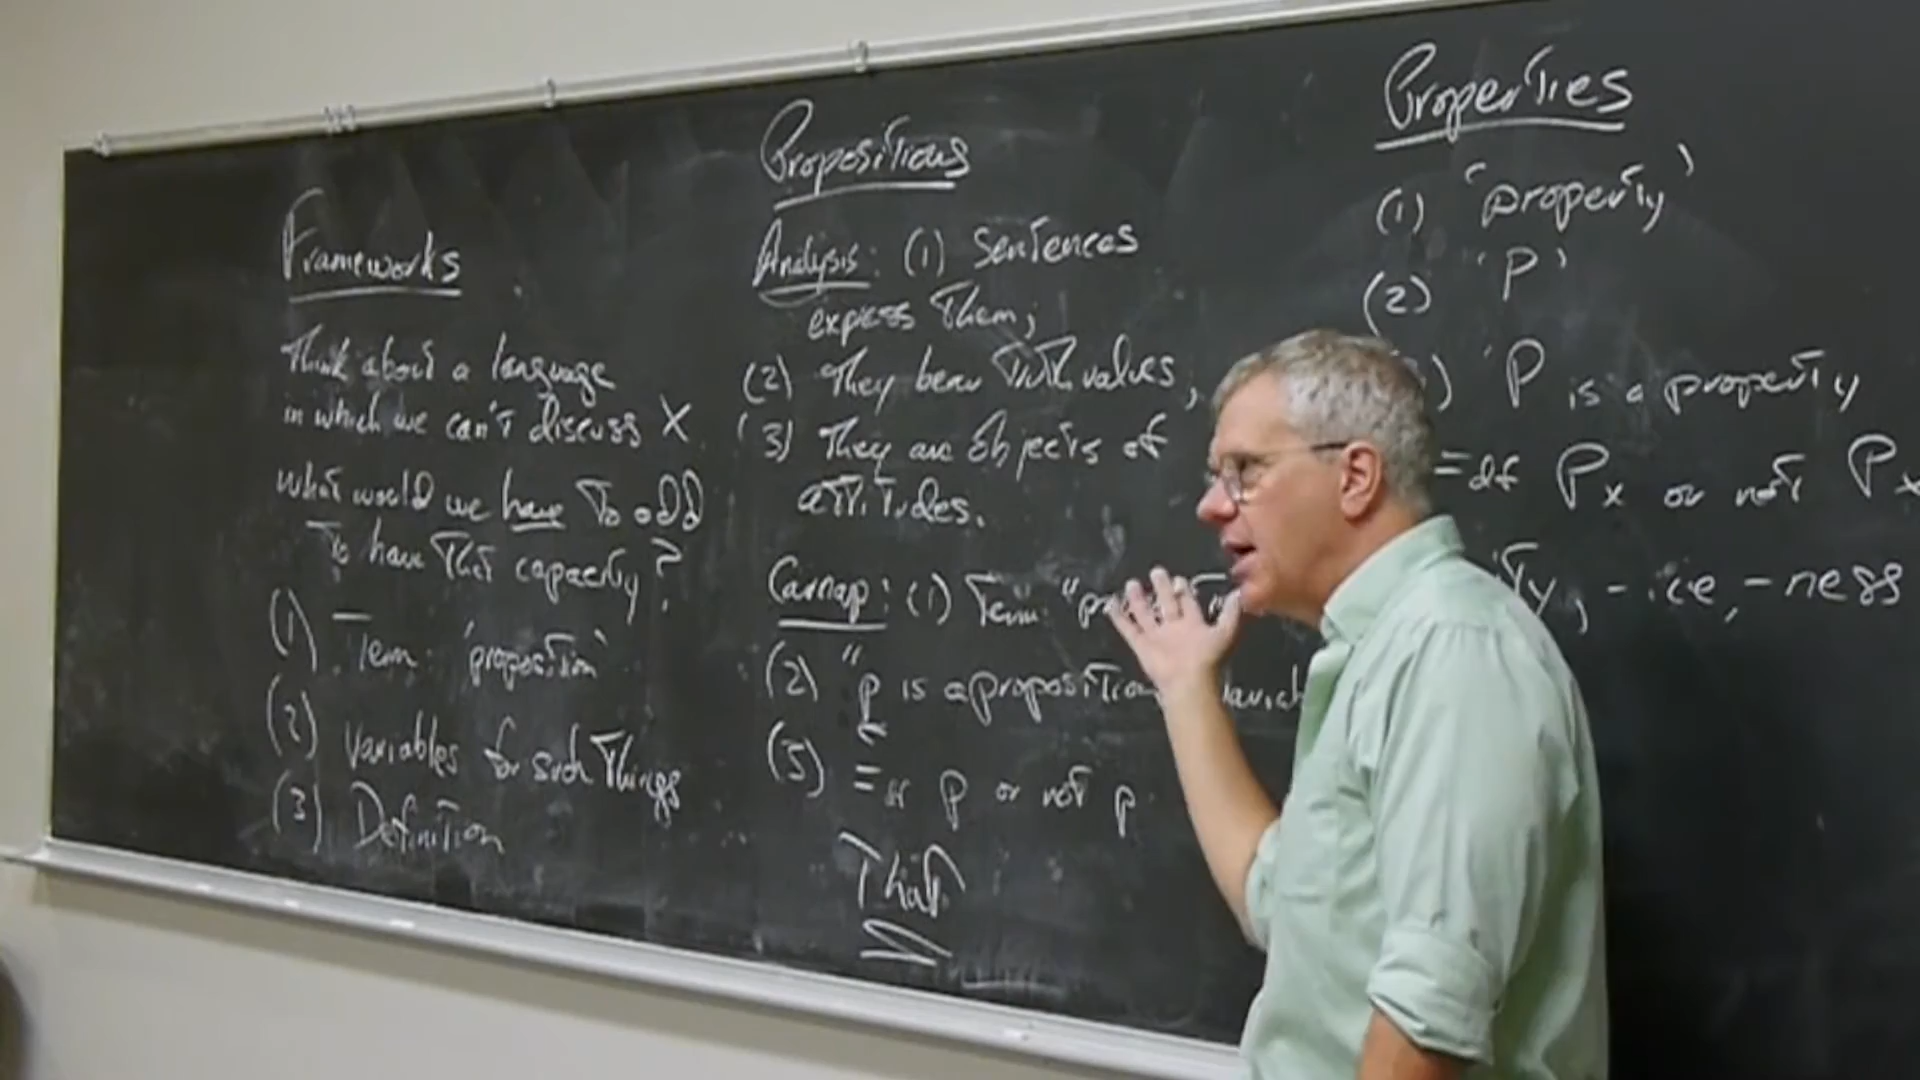 Frameworks
Think about a language
in which we can't discuss X.
what would we have to add
to have that capacity?
(1) Term: 'proposition'
(2) Variables for such things
(3) Definition
Propositions
Analysis: (1) Sentences
express them;
(2) They bear truth values,
(3) They are objects of
attitudes.
Carnap: (1) Term "
(2) "p is a proposition
(3) =df p or not p
That
Properties
(1) 'property'
(2) 'P'
) 'P is a property
=df Px or not Px
ity, -ice, -ness